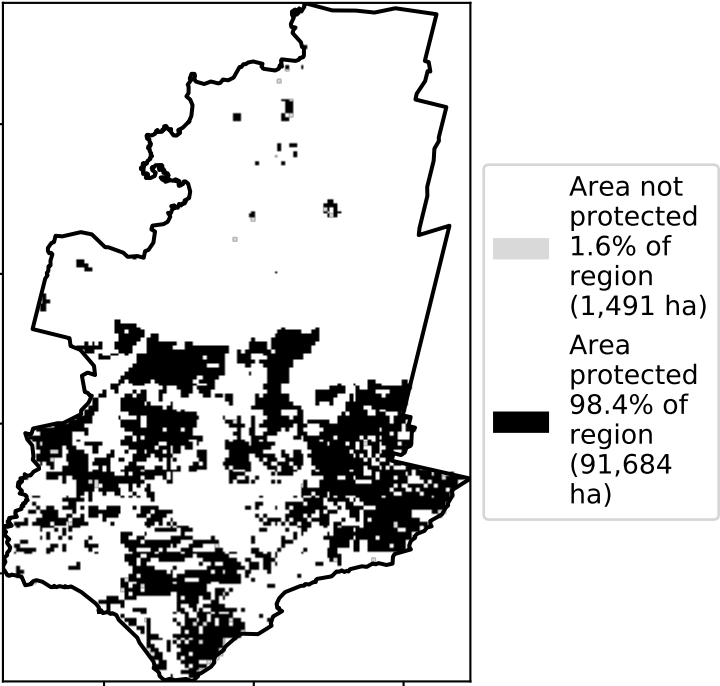 Area not
protected
1.6% of
region
(1,491 ha)
Area
protected
98.4% of
region
(91,684
ha)